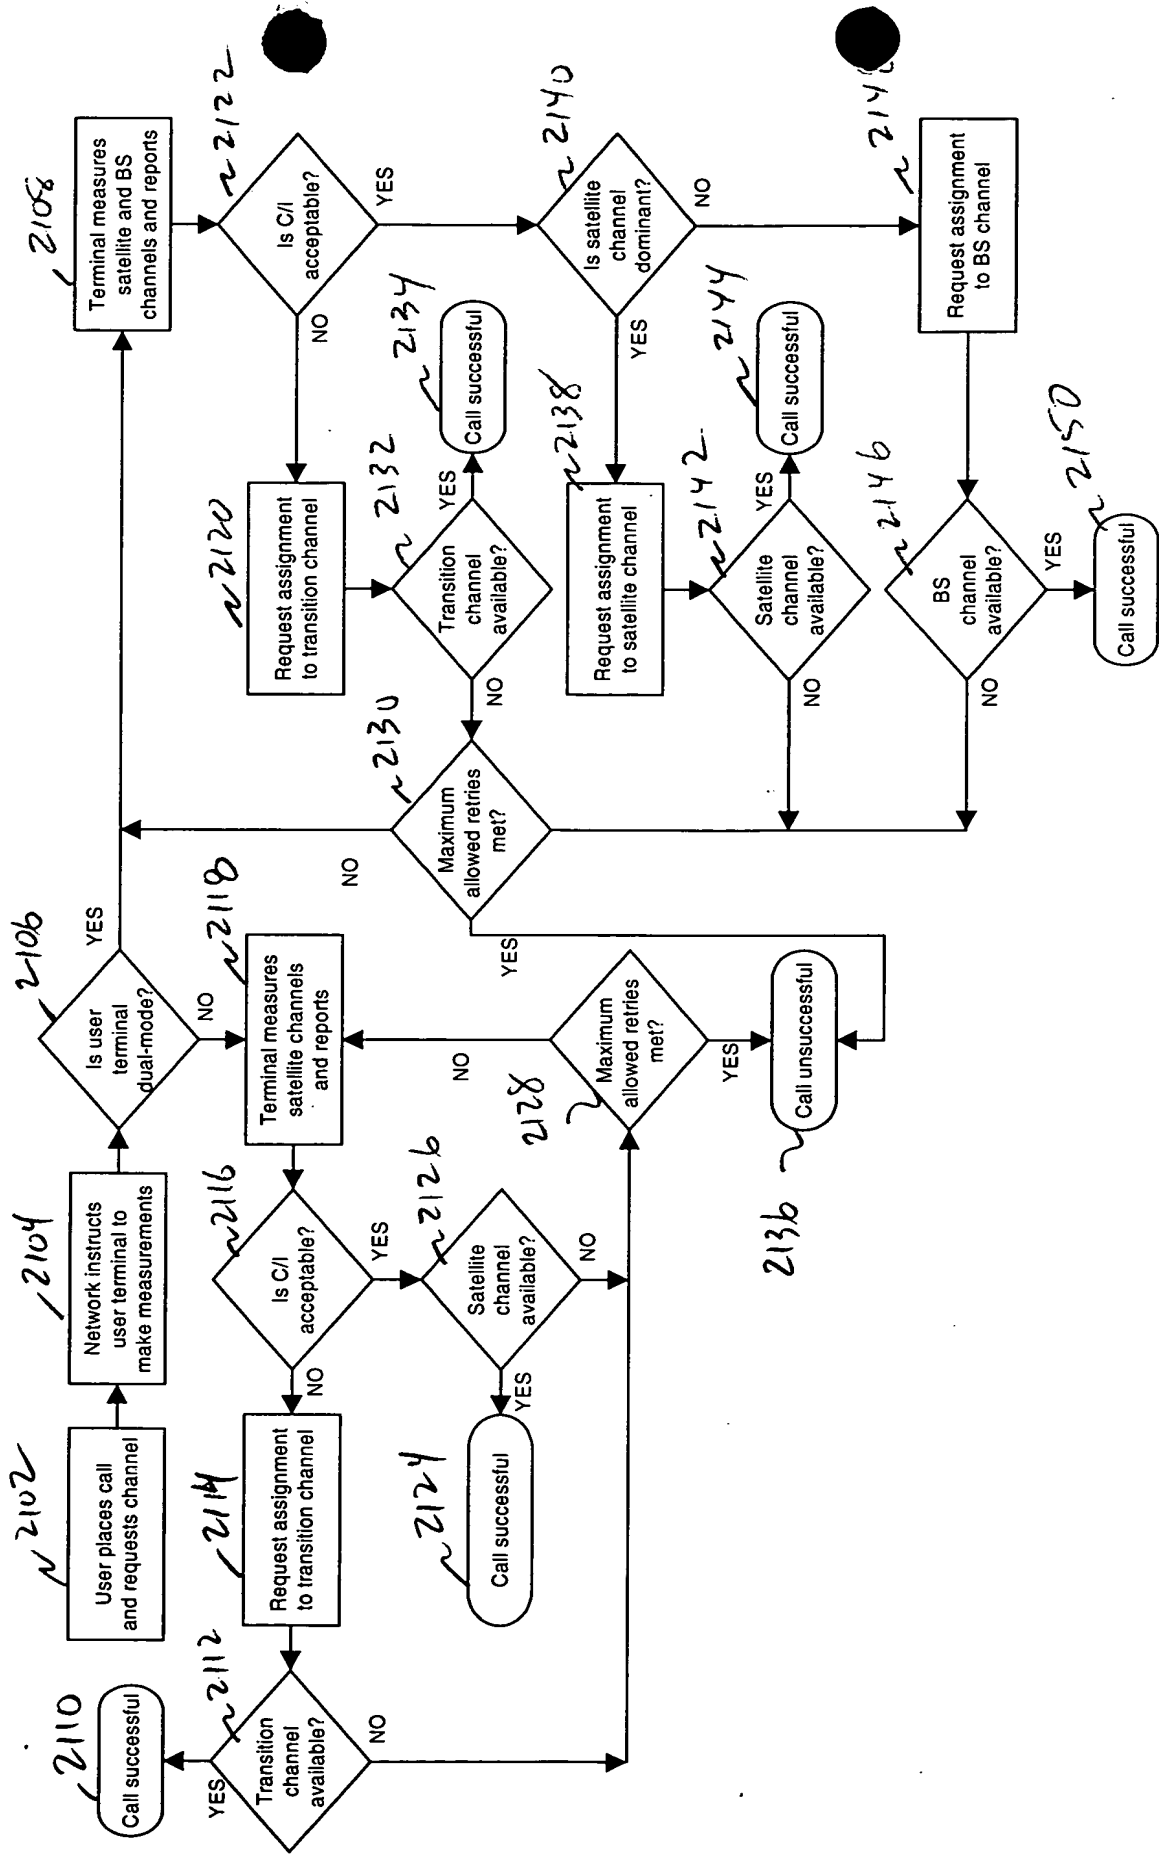 2110
Call successful
YES
2112
Transition
channel
available?
NO
2102
User places call
and requests channel
2104
Network instructs
user terminal to
make measurements
2106
Is user
terminal
dual-mode?
YES
NO
2108
Terminal measures
satellite and BS
channels and reports
2114
Request assignment
to transition channel
NO
2116
Is C/I
acceptable?
YES
2118
Terminal measures
satellite channels
and reports
2124
Call successful
YES
2126
Satellite
channel
available?
NO
2128
Maximum
allowed retries
met?
NO
YES
2136
Call unsuccessful
2130
Maximum
allowed retries
met?
NO
YES
2120
Request assignment
to transition channel
2122
Is C/I
acceptable?
NO
YES
2132
Transition
channel
available?
YES
NO
2134
Call successful
2138
Request assignment
to satellite channel
2140
Is satellite
channel
dominant?
YES
NO
2142
Satellite
channel
available?
YES
NO
2144
Call successful
2146
BS
channel
available?
NO
YES
Request assignment
to BS channel
2150
Call successful